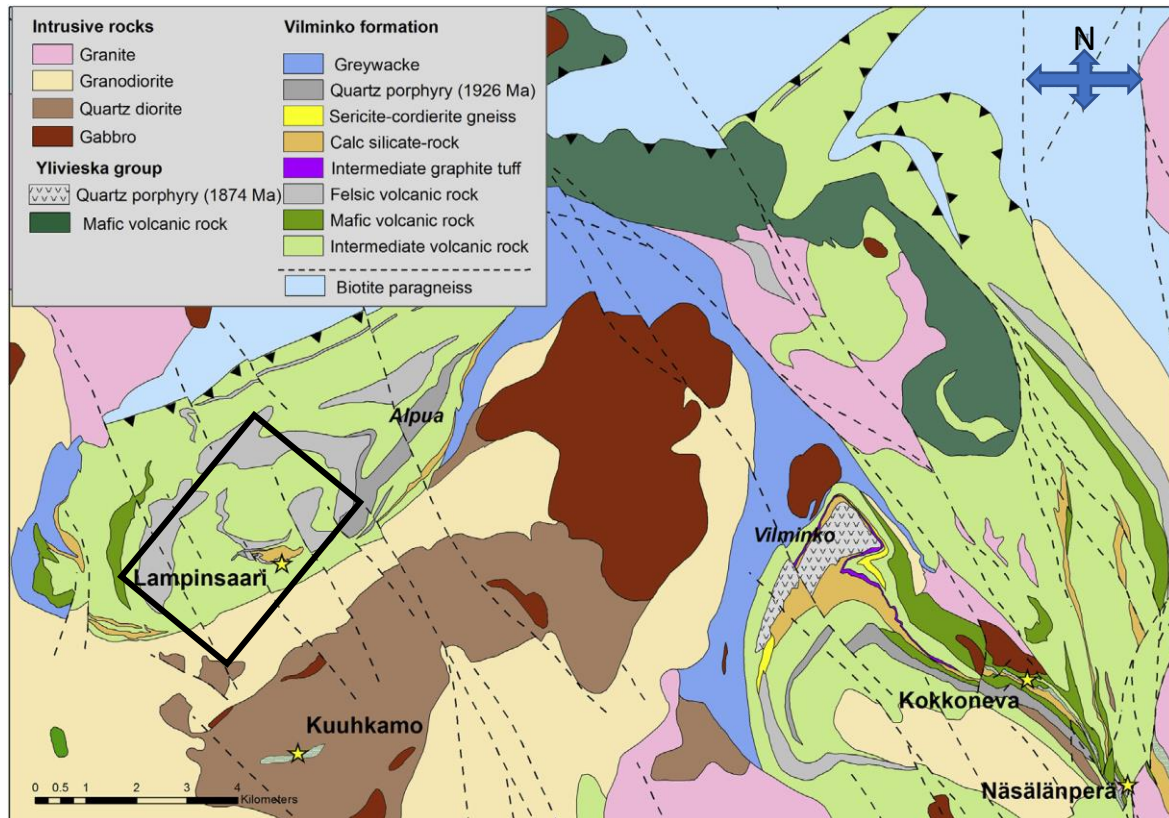 Intrusive rocks
Granite
Granodiorite
Quartz diorite
Gabbro
Ylivieska group
Quartz porphyry (1874 Ma)
Mafic volcanic rock
Vilminko formation
Greywacke
Quartz porphyry (1926 Ma)
Sericite-cordierite gneiss
Calc silicate-rock
Intermediate graphite tuff
Felsic volcanic rock
Mafic volcanic rock
Intermediate volcanic rock
Biotite paragneiss
N
Alpua
Vilminko
Lampinsaari
Kokkoneva
Kuuhkamo
Näsälänperä
0 0.5 1 2 3 4
Kilometers